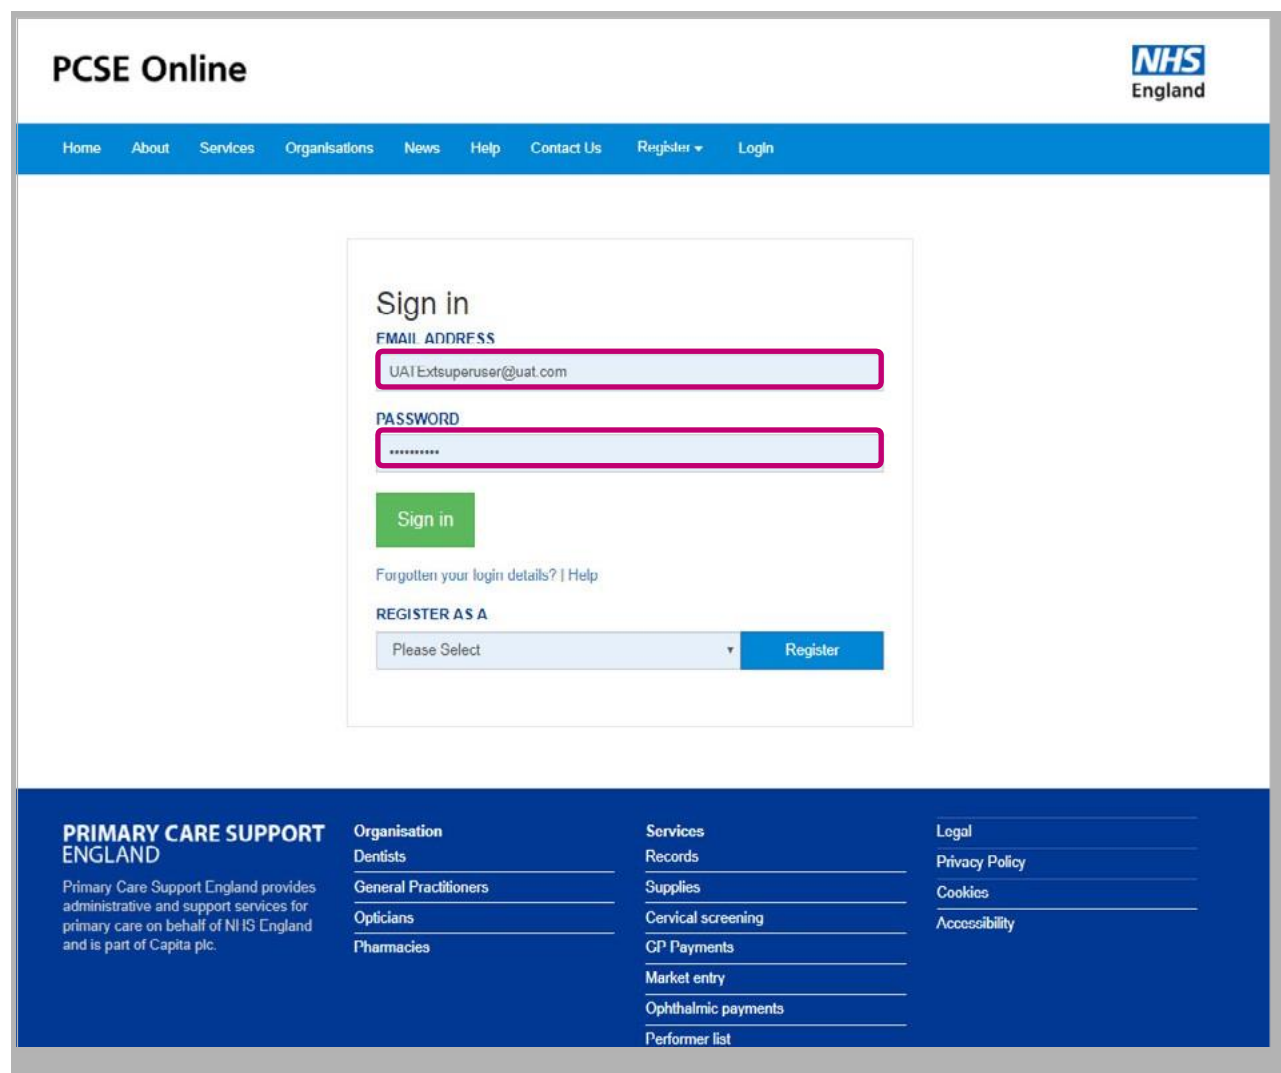 PCSE Online
NHS
England
Home About Services Organisations News Help Contact Us Register Login
Sign in
EMAIL ADDRESS
UATExtsuperuser@uat.com
PASSWORD
••••••••••
Sign in
Forgotten your login details? | Help
REGISTER AS A
Please Select
Register
PRIMARY CARE SUPPORT
ENGLAND
Primary Care Support England provides
administrative and support services for
primary care on behalf of NHS England
and is part of Capita plc.
Organisation
Dentists
General Practitioners
Opticians
Pharmacies
Services
Records
Supplies
Cervical screening
GP Payments
Market entry
Ophthalmic payments
Performer list
Legal
Privacy Policy
Cookies
Accessibility